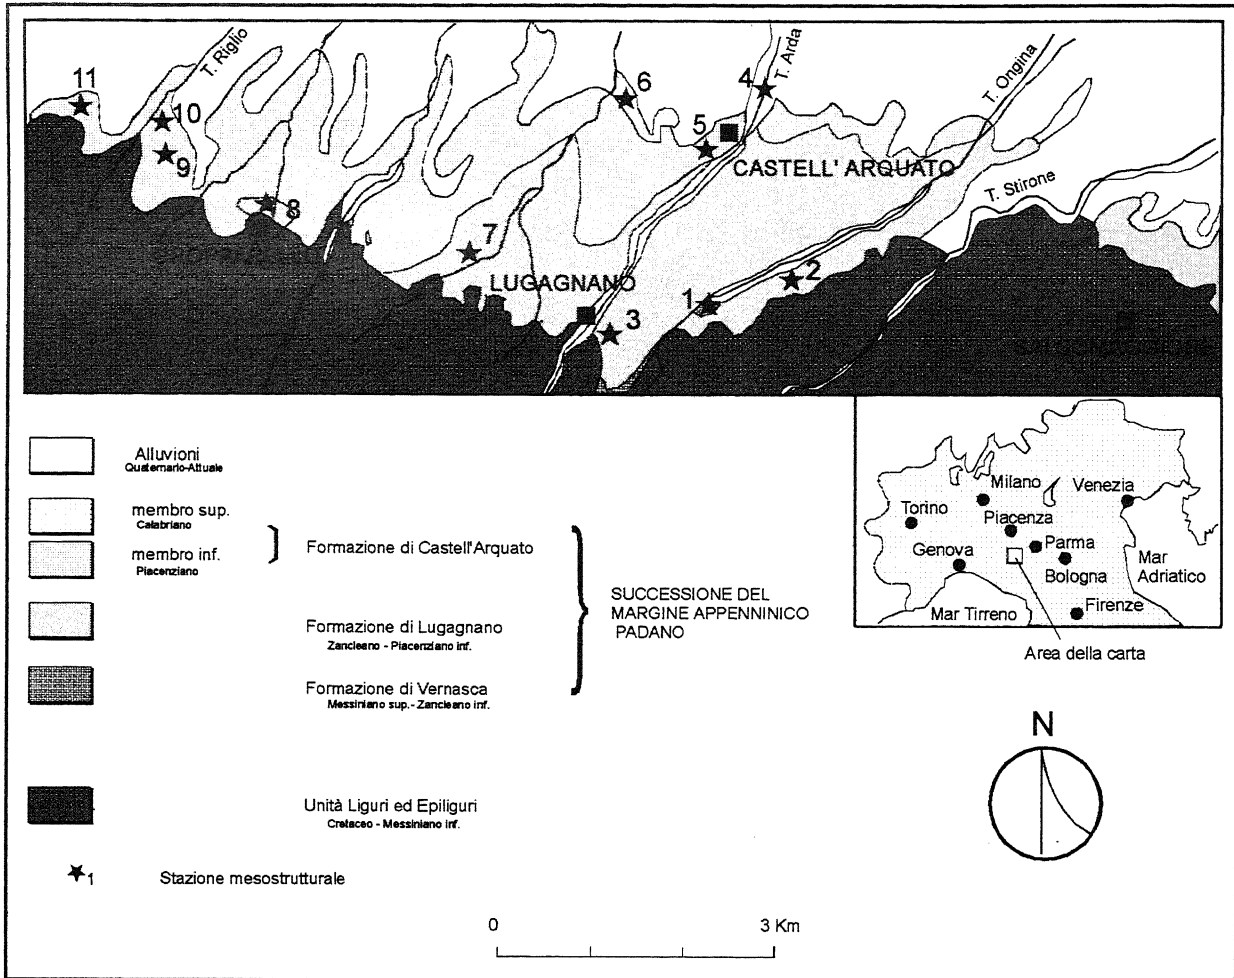 11
T. Riglio
10
9
8
7
6
4
T. Arda
5
CASTELL' ARQUATO
T. Ongina
T. Stirone
LUGAGNANO
1
2
3
Alluvioni
Quaternario-Attuale
membro sup.
Calabriano
membro inf.
Piacenziano
Formazione di Castell'Arquato
Formazione di Lugagnano
Zancleano - Piacenziano inf.
Formazione di Vernasca
Messiniano sup.- Zancleano inf.
SUCCESSIONE DEL
MARGINE APPENNINICO
PADANO
Unità Liguri ed Epiliguri
Cretaceo - Messiniano inf.
1
Stazione mesostrutturale
Milano
Venezia
Torino
Piacenza
Parma
Genova
Bologna
Mar
Adriatico
Mar Tirreno
Firenze
Area della carta
N
0
3 Km